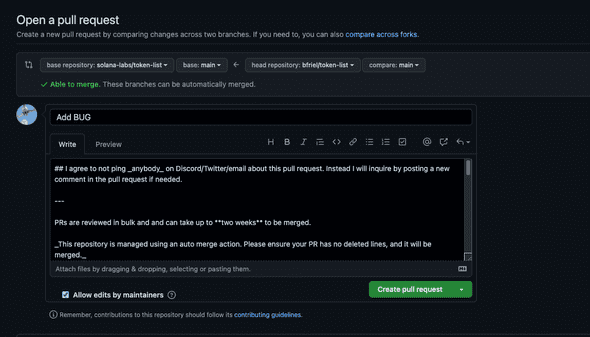 Open a pull request
Create a new pull request by comparing changes across two branches. If you need to, you can also compare across forks.
base repository: solana-labs/token-list base: main head repository: bfriel/token-list compare: main
Able to merge. These branches can be automatically merged.
Add BUG
Write Preview
## I agree to not ping _anybody_ on Discord/Twitter/email about this pull request. Instead I will inquire by posting a new
comment in the pull request if needed.
---
PRs are reviewed in bulk and and can take up to **two weeks** to be merged.
_This repository is managed using an auto merge action. Please ensure your PR has no deleted lines, and it will be
merged._
Attach files by dragging & dropping, selecting or pasting them.
Allow edits by maintainers
Create pull request
Remember, contributions to this repository should follow its contributing guidelines.